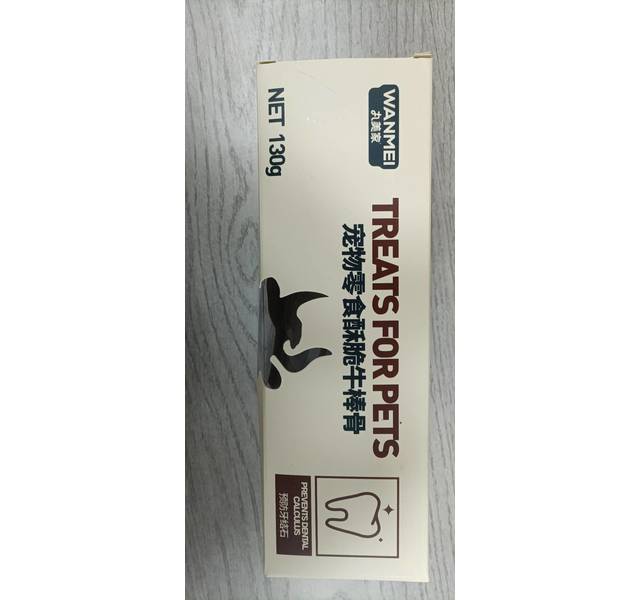 WANMEI
丸美家
TREATS FOR PETS
宠物零食酥脆牛棒骨
NET 130g
PREVENTS DENTAL
CALCULUS
预防牙结石